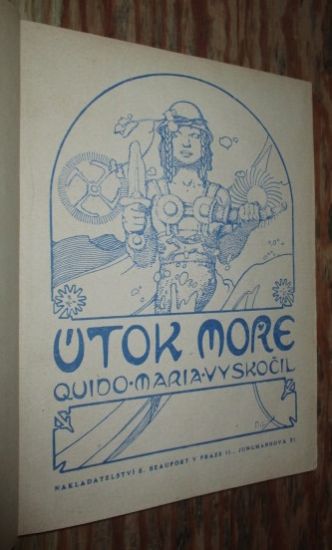 ÚTOK MOŘE
QUIDO·MARIA·VYSKOČIL
NAKLADATELSTVÍ E. BEAUFORT V PRAZE II., JUNGMANNOVA 21